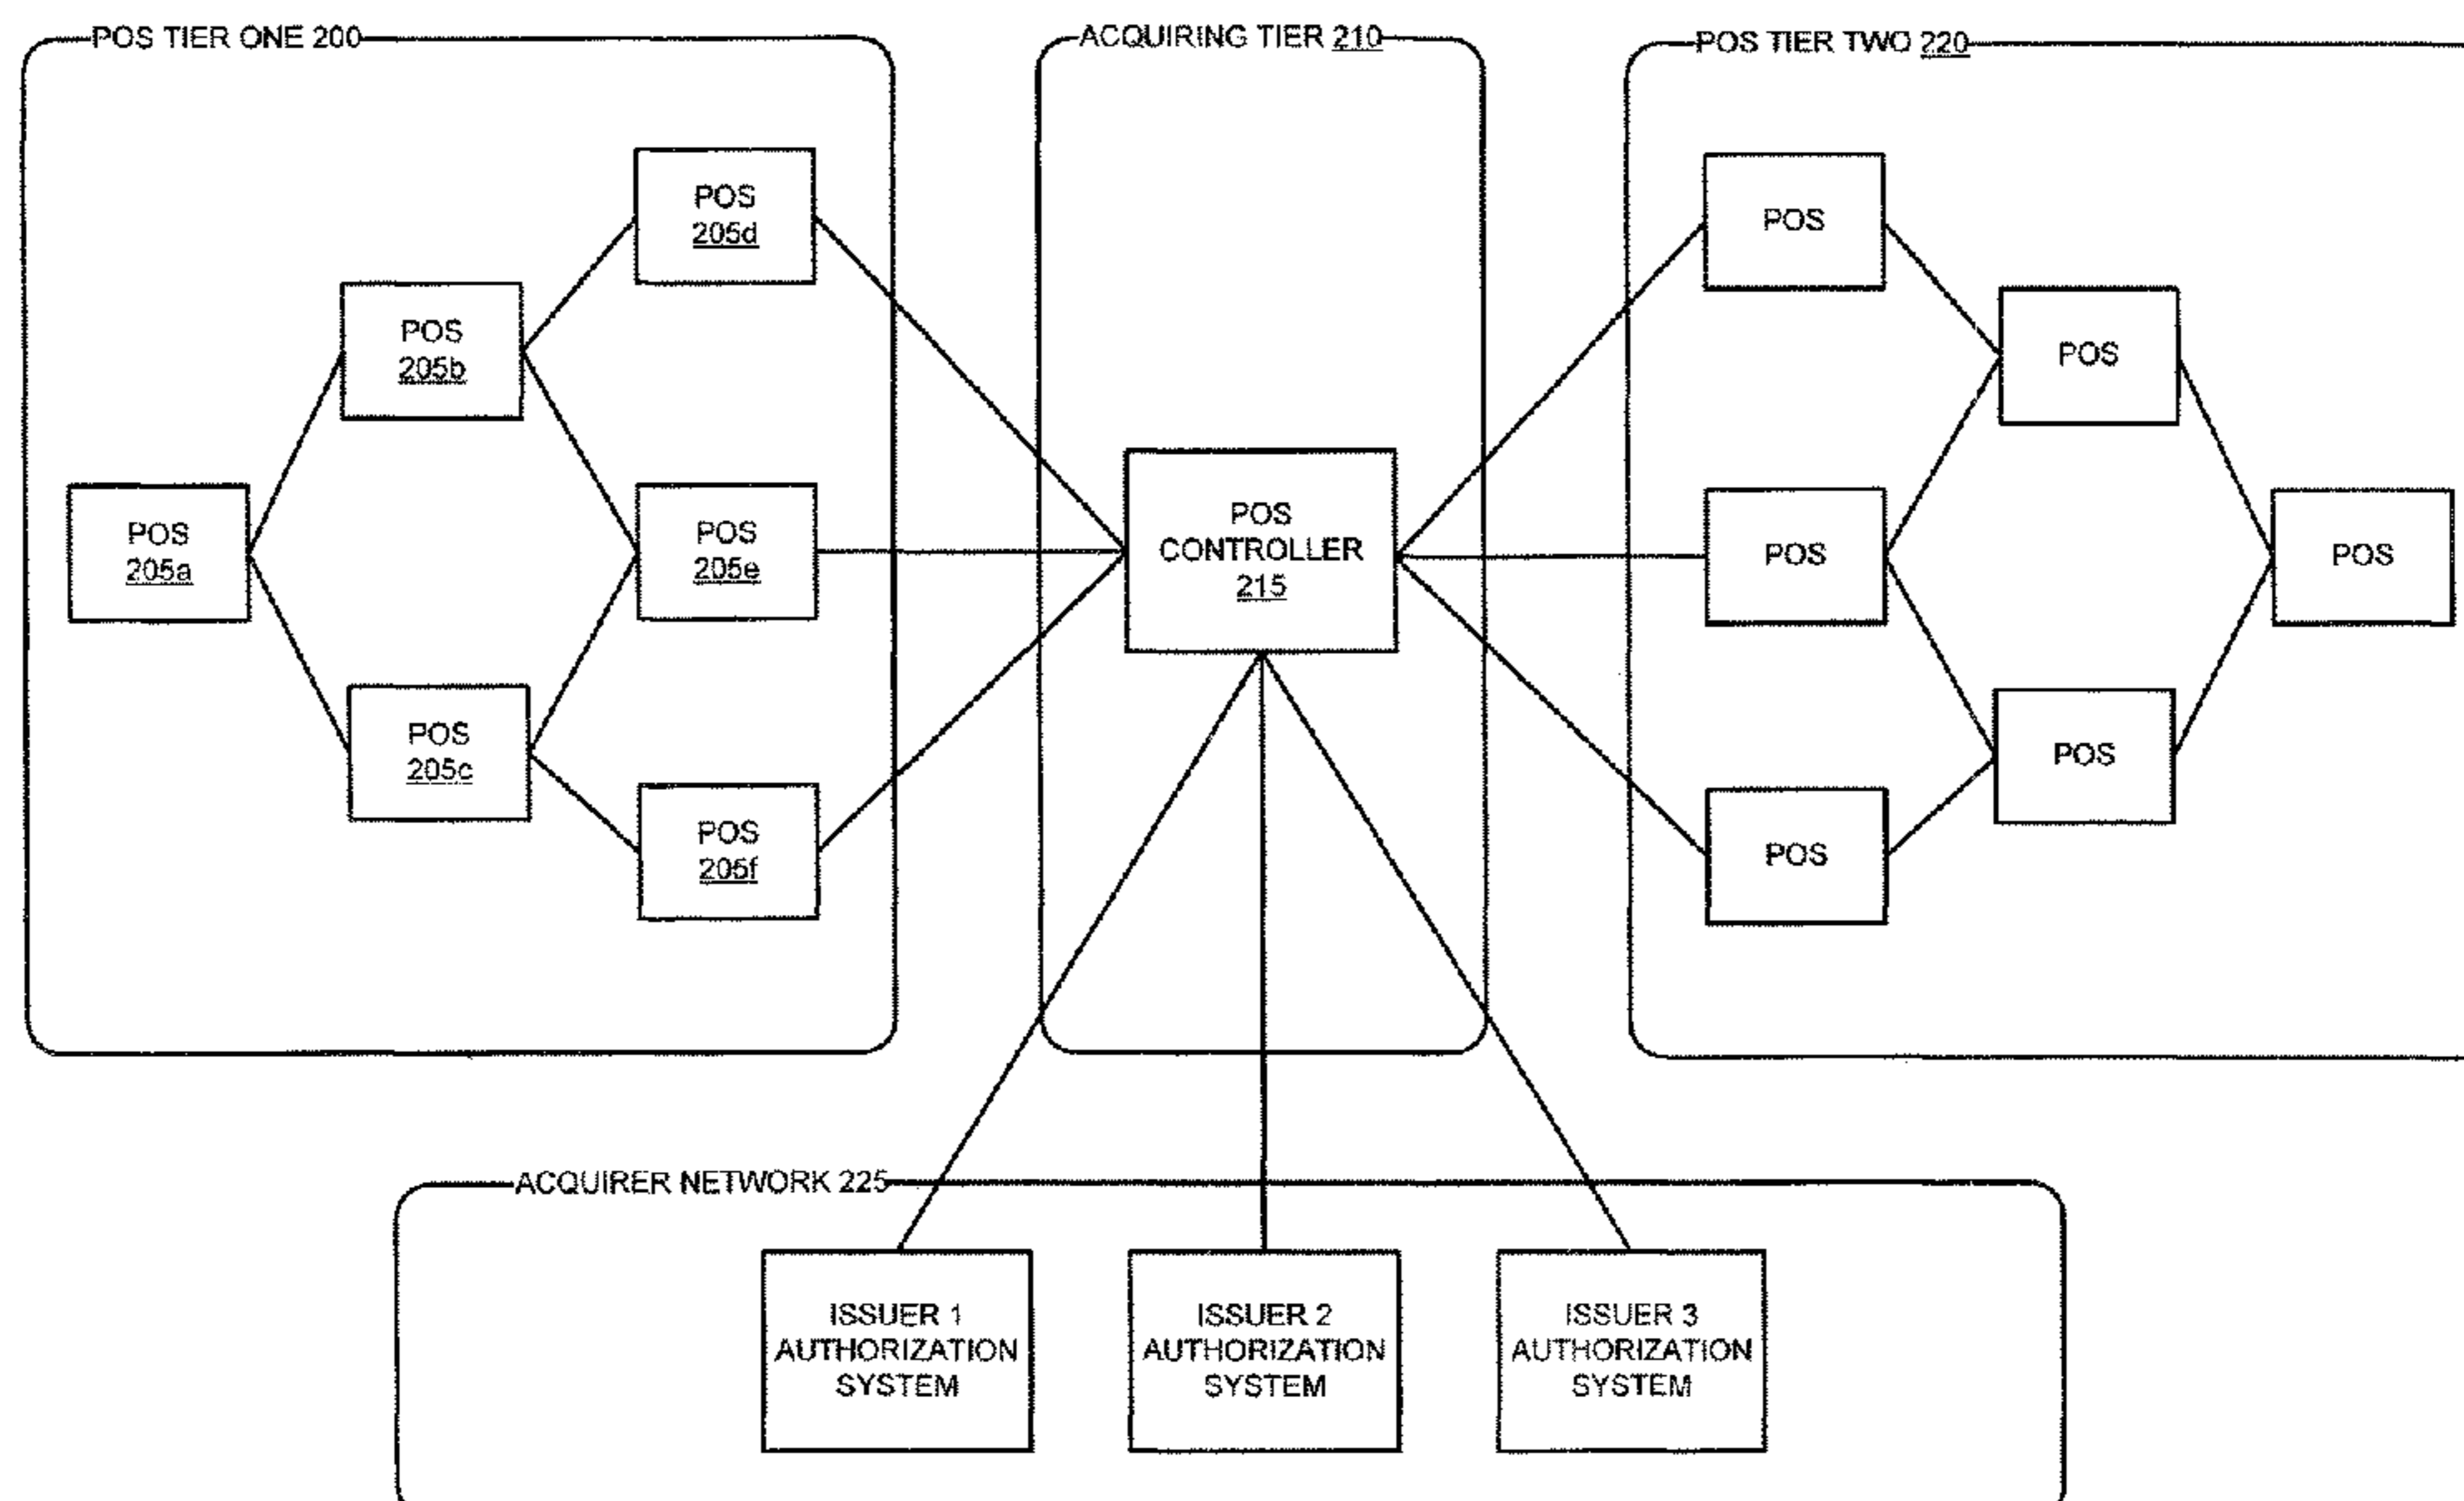 POS TIER ONE 200
ACQUIRING TIER 210
POS TIER TWO 220
POS
205d
POS
205b
POS
205a
POS
205e
POS
205c
POS
205f
POS
CONTROLLER
215
POS
POS
POS
POS
POS
POS
ACQUIRER NETWORK 225
ISSUER 1
AUTHORIZATION
SYSTEM
ISSUER 2
AUTHORIZATION
SYSTEM
ISSUER 3
AUTHORIZATION
SYSTEM